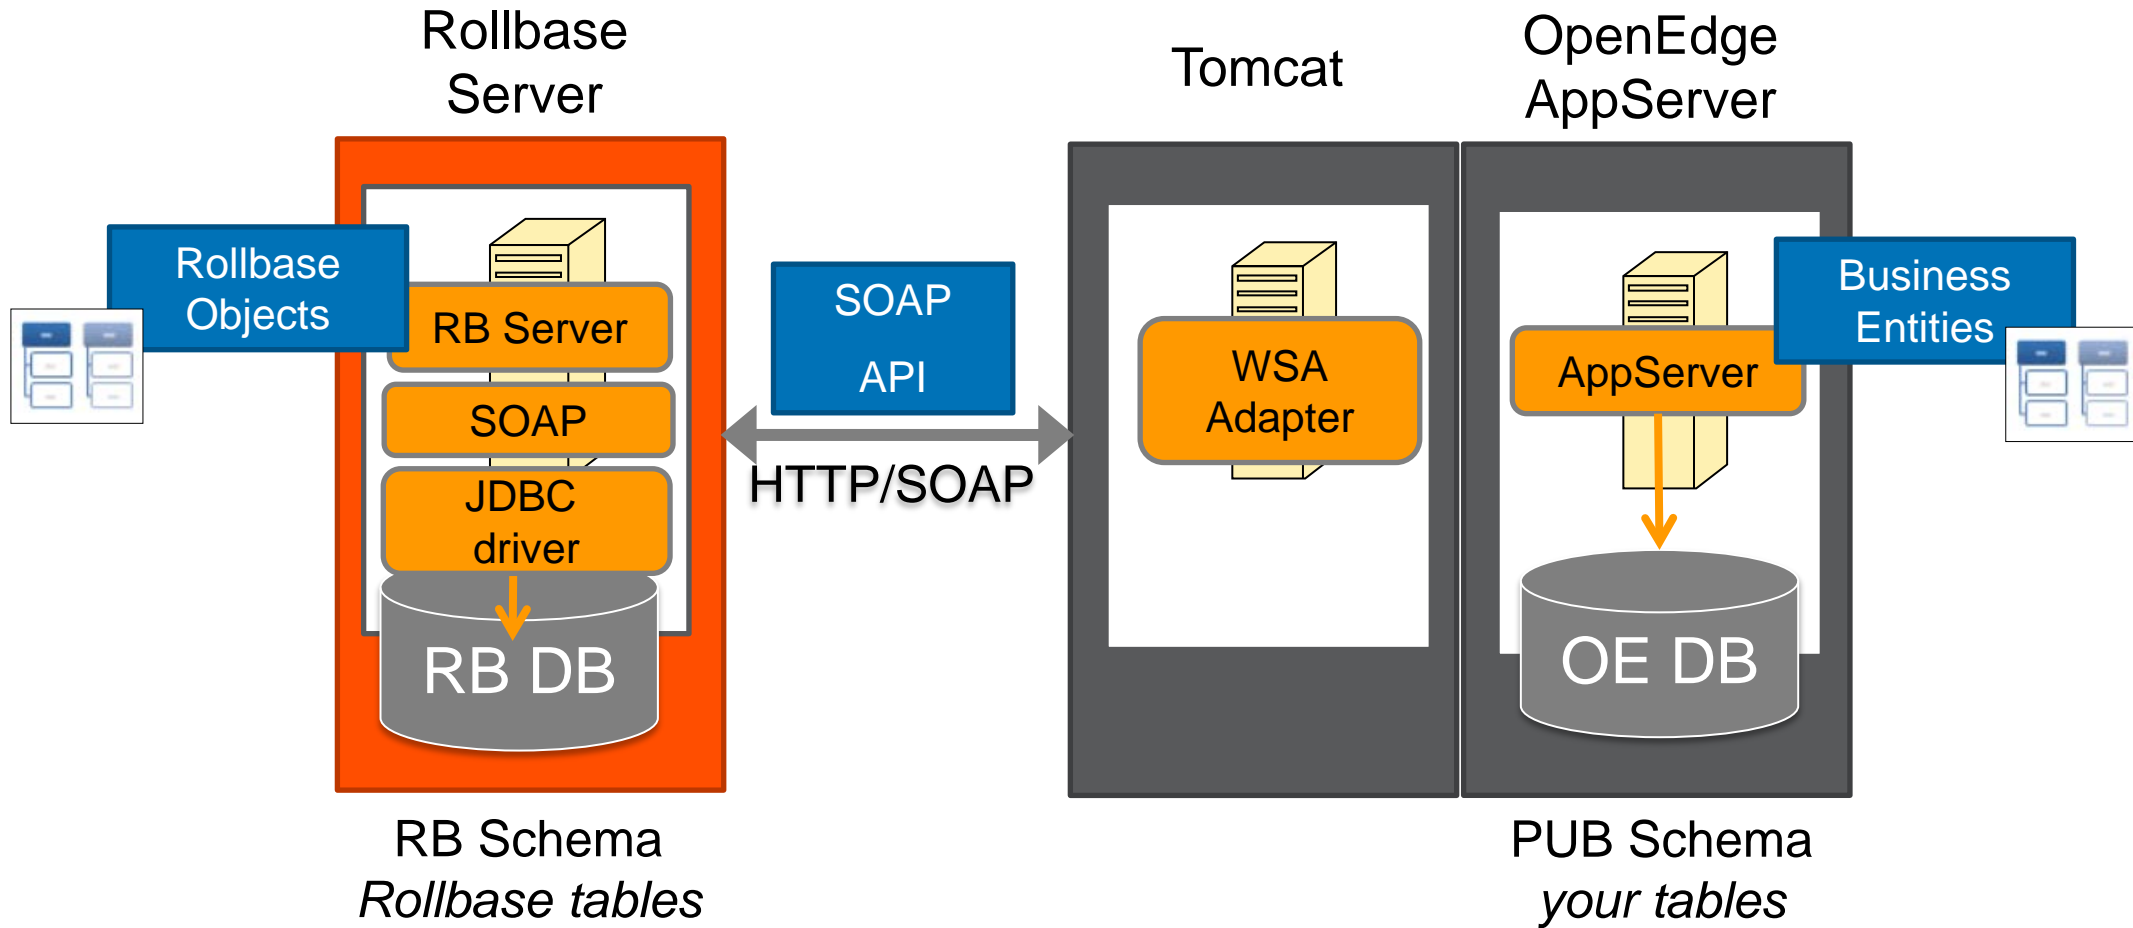 Rollbase
Server
Tomcat
OpenEdge
AppServer
Rollbase
Objects
RB Server
SOAP
JDBC
driver
RB DB
SOAP
API
HTTP/SOAP
WSA
Adapter
AppServer
Business
Entities
OE DB
RB Schema
Rollbase tables
PUB Schema
your tables